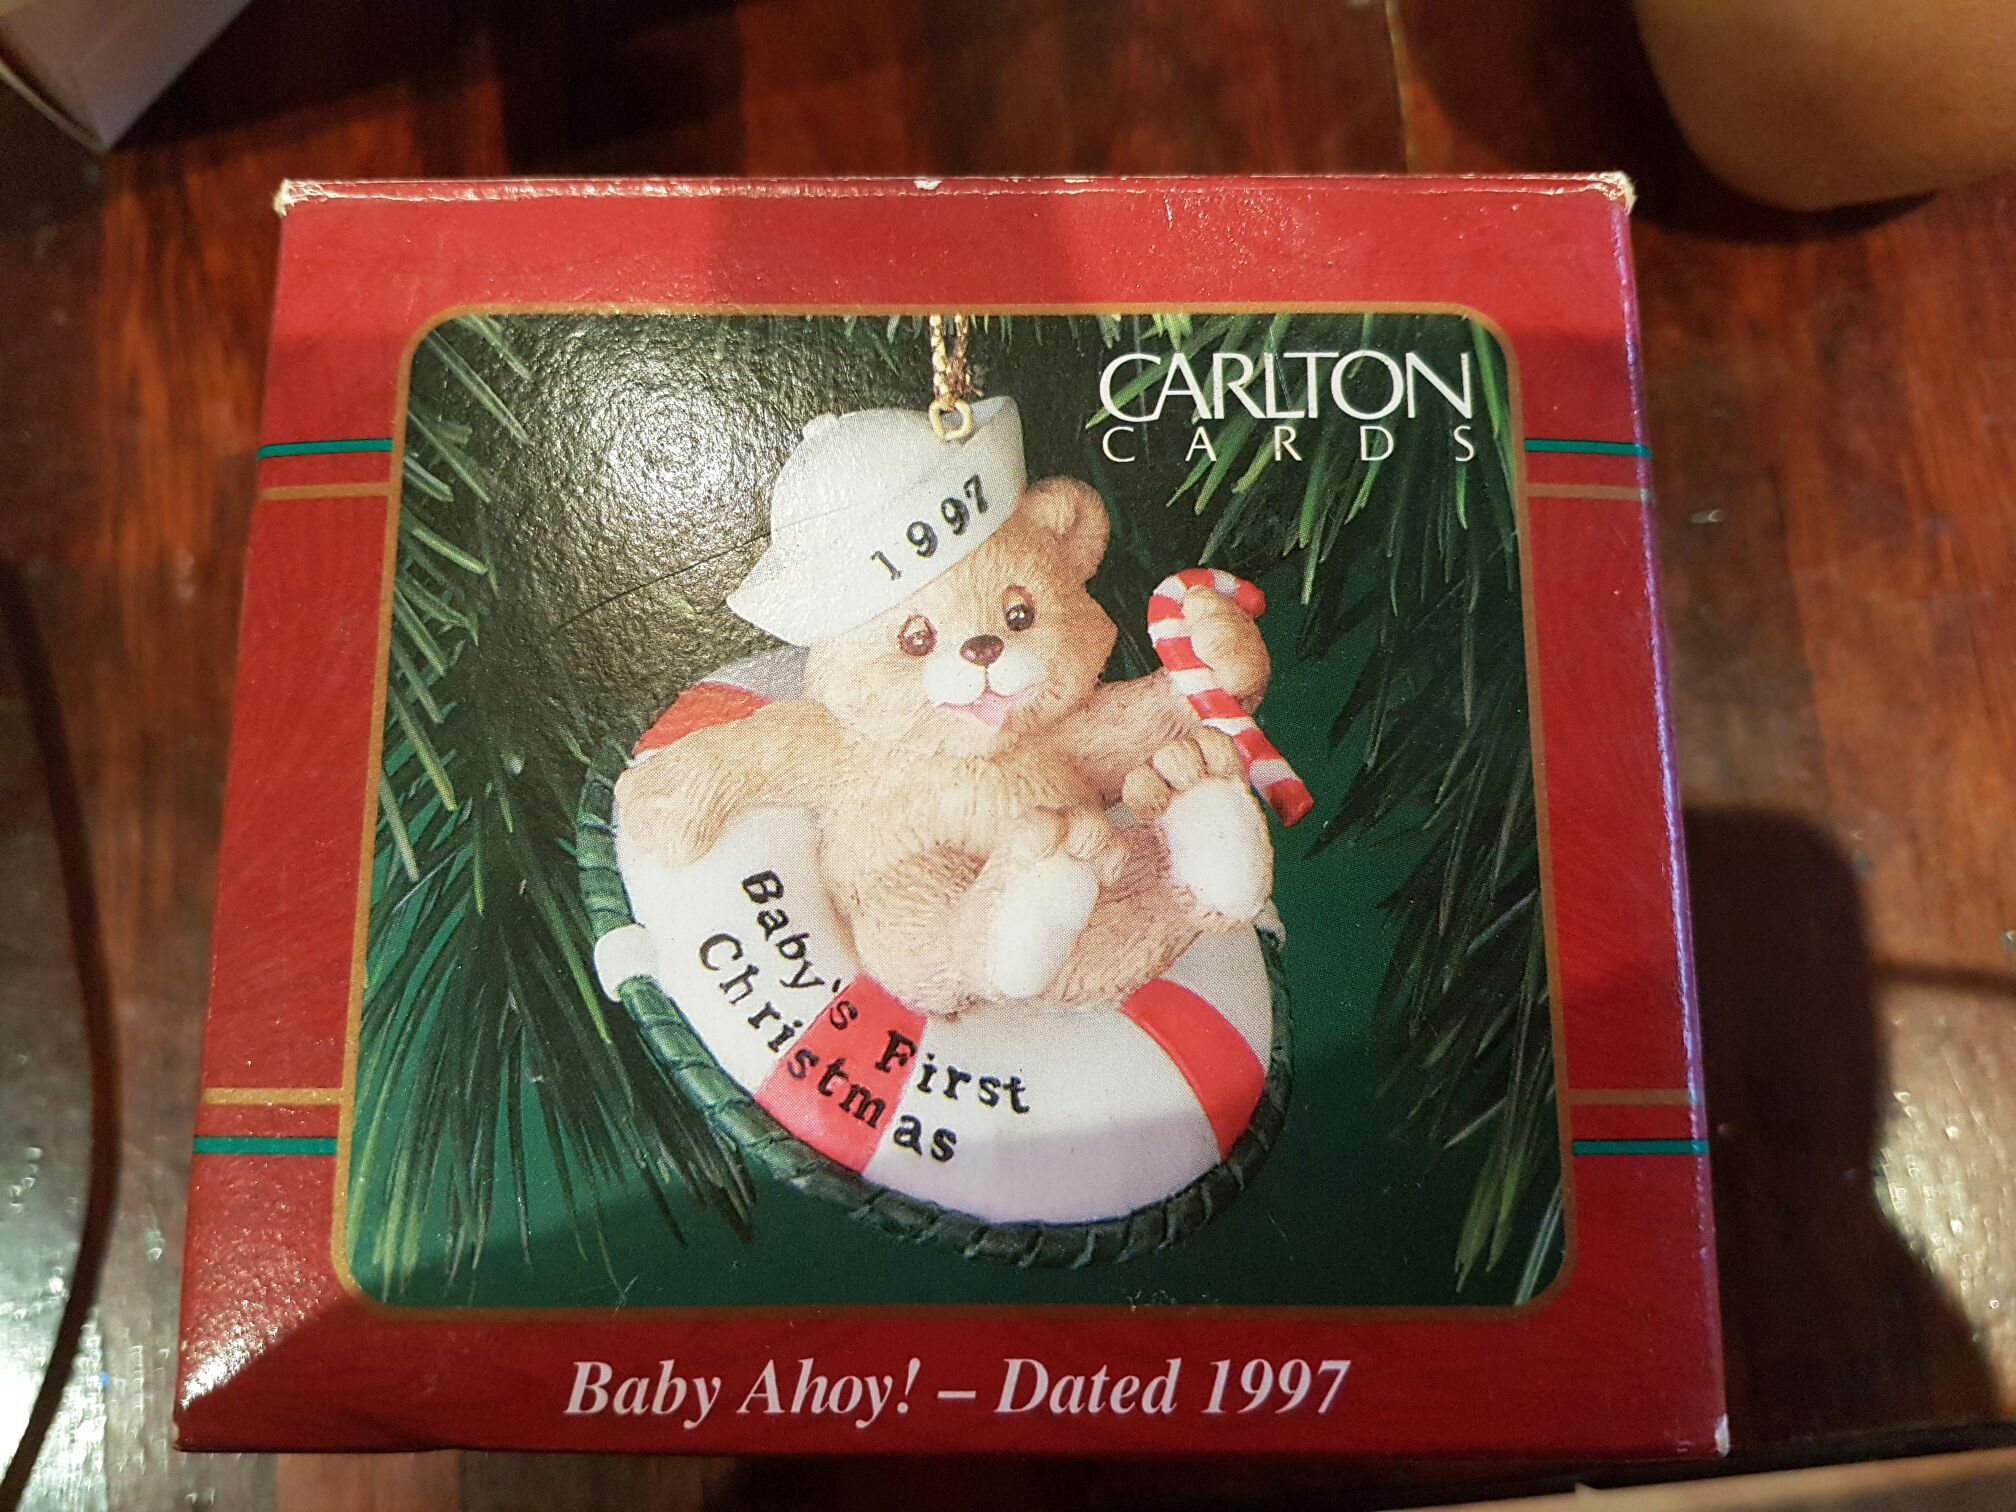 CARLTON
CARDS
1997
Baby's First
Christmas
Baby Ahoy! – Dated 1997